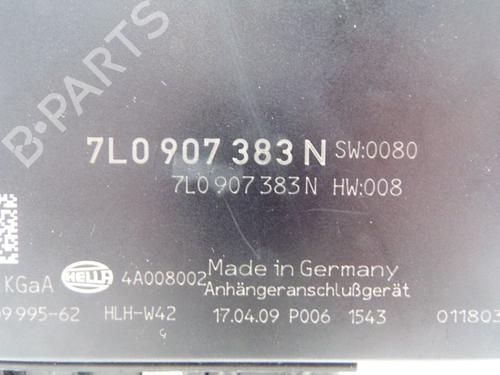 B-PARTS
7L0 907 383 N SW:0080
7L0 907 383 N HW:008
KGaA HELLA 4A008002 Made in Germany
Anhängeranschlußgerät
9 995-62 HLH-W42 17.04.09 P006 1543 011803